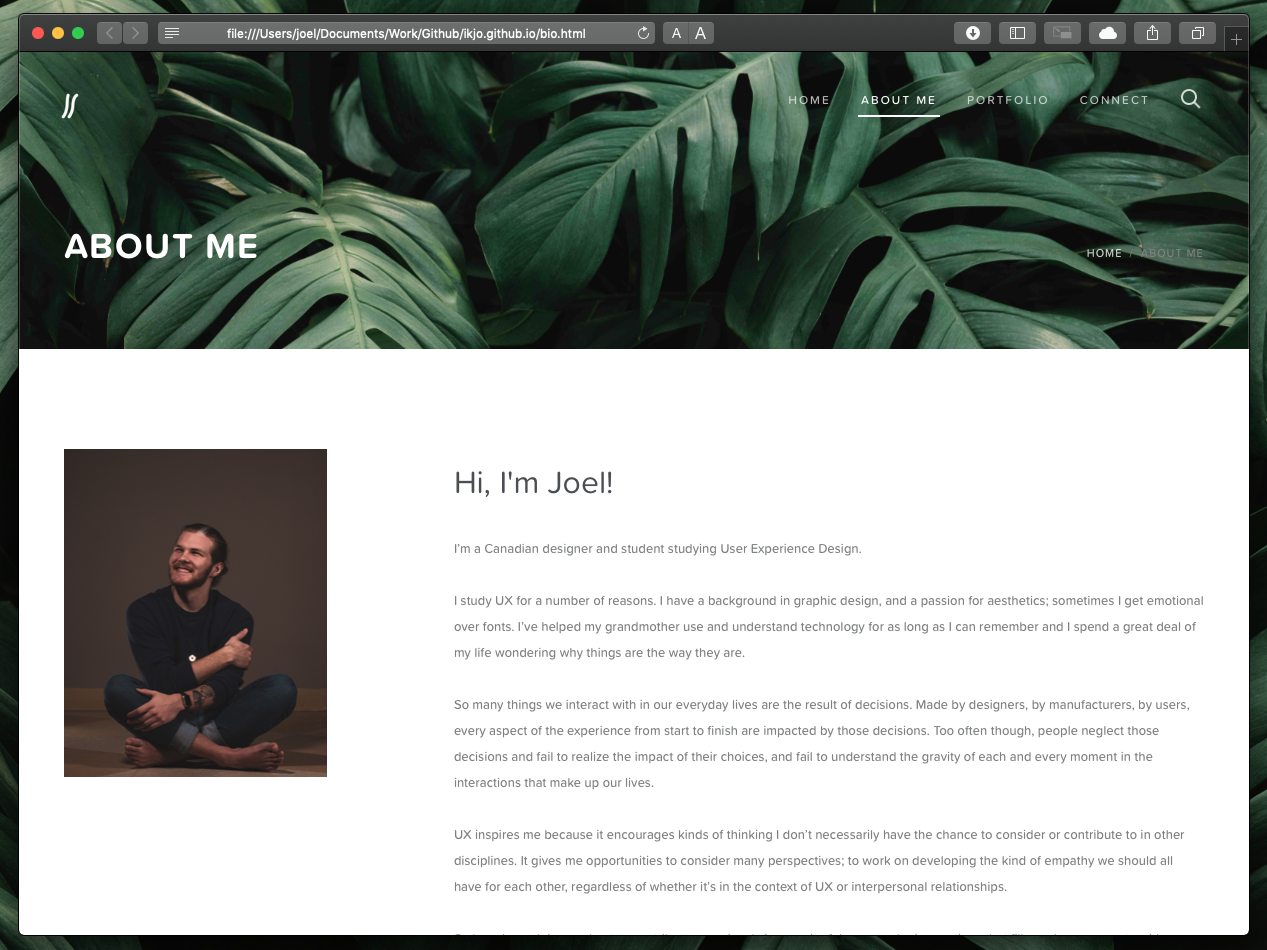 file:///Users/joel/Documents/Work/Github/ikjo.github.io/bio.html
A A
HOME ABOUT ME PORTFOLIO CONNECT
ABOUT ME
HOME / ABOUT ME
Hi, I'm Joel!
I’m a Canadian designer and student studying User Experience Design.
I study UX for a number of reasons. I have a background in graphic design, and a passion for aesthetics; sometimes I get emotional
over fonts. I’ve helped my grandmother use and understand technology for as long as I can remember and I spend a great deal of
my life wondering why things are the way they are.
So many things we interact with in our everyday lives are the result of decisions. Made by designers, by manufacturers, by users,
every aspect of the experience from start to finish are impacted by those decisions. Too often though, people neglect those
decisions and fail to realize the impact of their choices, and fail to understand the gravity of each and every moment in the
interactions that make up our lives.
UX inspires me because it encourages kinds of thinking I don’t necessarily have the chance to consider or contribute to in other
disciplines. It gives me opportunities to consider many perspectives; to work on developing the kind of empathy we should all
have for each other, regardless of whether it’s in the context of UX or interpersonal relationships.